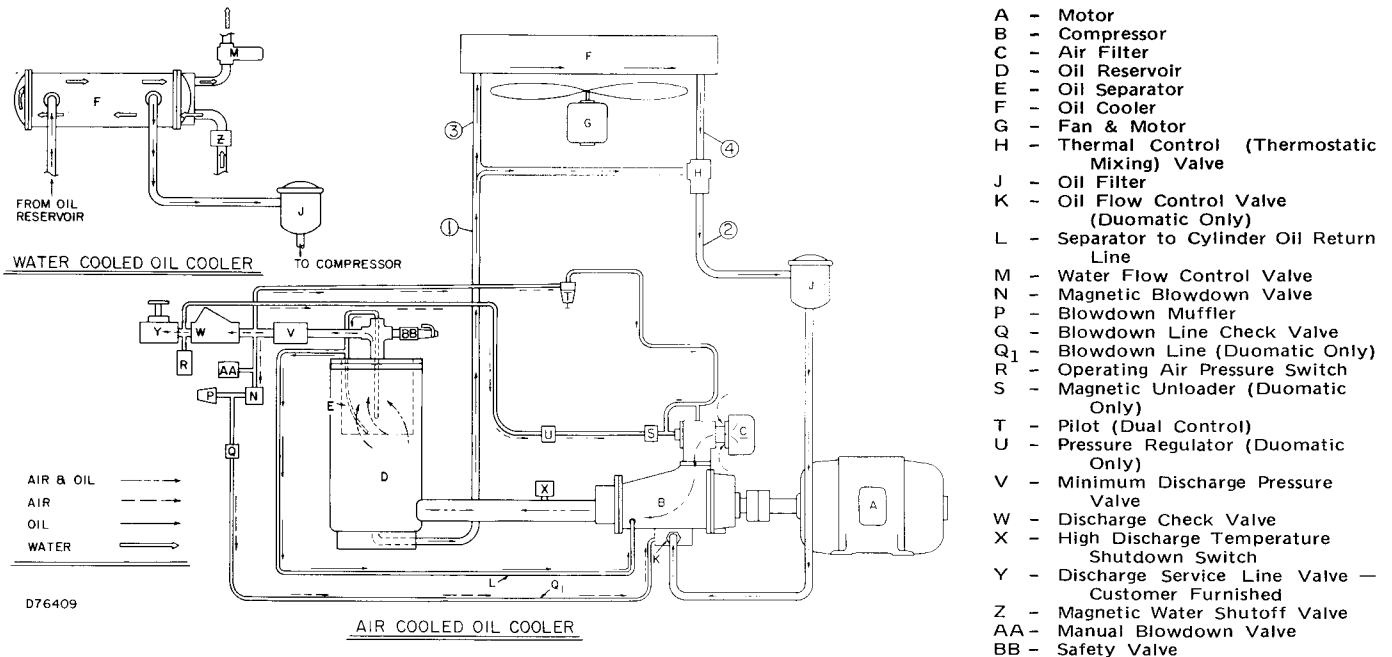 M
F
Z
FROM OIL
RESERVOIR
J
WATER COOLED OIL COOLER
TO COMPRESSOR
F
G
3
4
H
1
2
J
T
Y
W
V
BB
R
AA
P
N
E
Q
D
U
S
C
X
B
A
K
L
Q1
AIR & OIL
AIR
OIL
WATER
D76409
AIR COOLED OIL COOLER
A - Motor
B - Compressor
C - Air Filter
D - Oil Reservoir
E - Oil Separator
F - Oil Cooler
G - Fan & Motor
H - Thermal Control (Thermostatic
Mixing) Valve
J - Oil Filter
K - Oil Flow Control Valve
(Duomatic Only)
L - Separator to Cylinder Oil Return
Line
M - Water Flow Control Valve
N - Magnetic Blowdown Valve
P - Blowdown Muffler
Q - Blowdown Line Check Valve
Q1 - Blowdown Line (Duomatic Only)
R - Operating Air Pressure Switch
S - Magnetic Unloader (Duomatic
Only)
T - Pilot (Dual Control)
U - Pressure Regulator (Duomatic
Only)
V - Minimum Discharge Pressure
Valve
W - Discharge Check Valve
X - High Discharge Temperature
Shutdown Switch
Y - Discharge Service Line Valve —
Customer Furnished
Z - Magnetic Water Shutoff Valve
AA - Manual Blowdown Valve
BB - Safety Valve